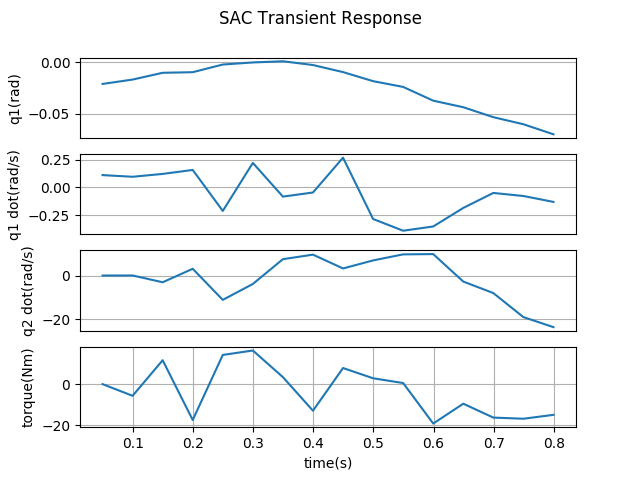 SAC Transient Response
0.00
−0.05
q1(rad)
0.25
0.00
−0.25
q1 dot(rad/s)
0
−20
q2 dot(rad/s)
0
−20
torque(Nm)
0.1 0.2 0.3 0.4 0.5 0.6 0.7 0.8
time(s)